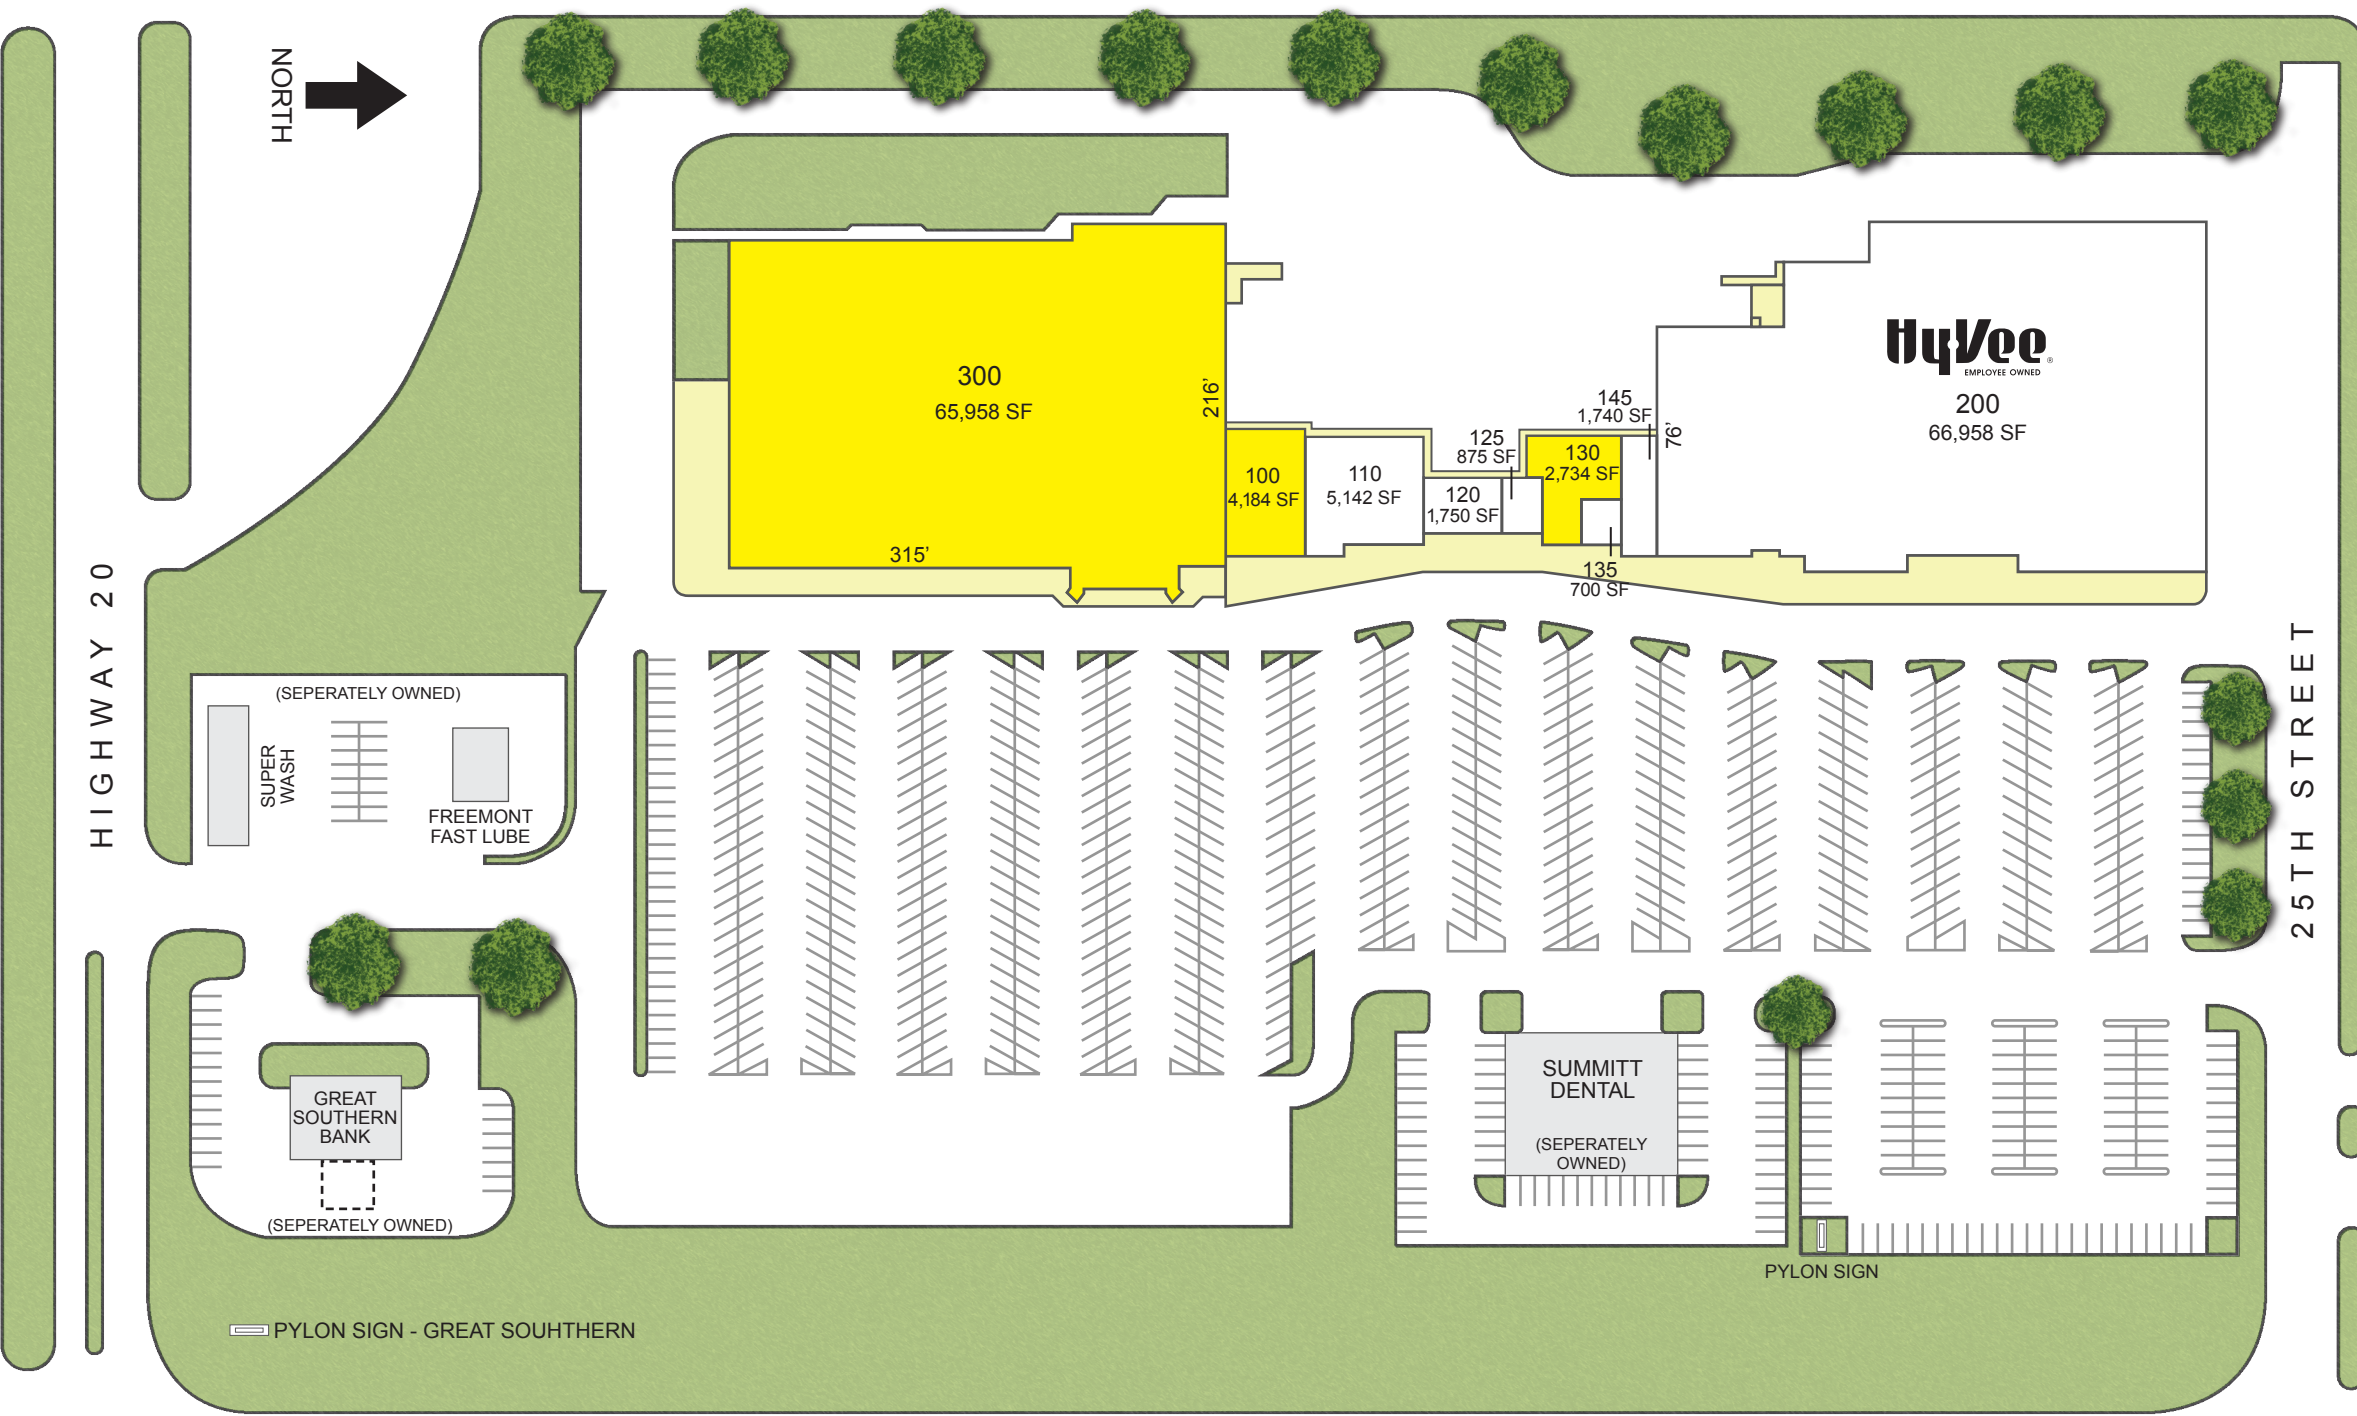 NORTH
HyVee®
EMPLOYEE OWNED
200
66,958 SF
300
65,958 SF
216’
315’
145
1,740 SF
76’
125
875 SF
130
2,734 SF
100
4,184 SF
110
5,142 SF
120
1,750 SF
135
700 SF
HIGHWAY 20
25TH STREET
(SEPERATELY OWNED)
SUPER
WASH
FREEMONT
FAST LUBE
GREAT
SOUTHERN
BANK
(SEPERATELY OWNED)
SUMMITT
DENTAL
(SEPERATELY
OWNED)
PYLON SIGN
PYLON SIGN - GREAT SOUHTHERN